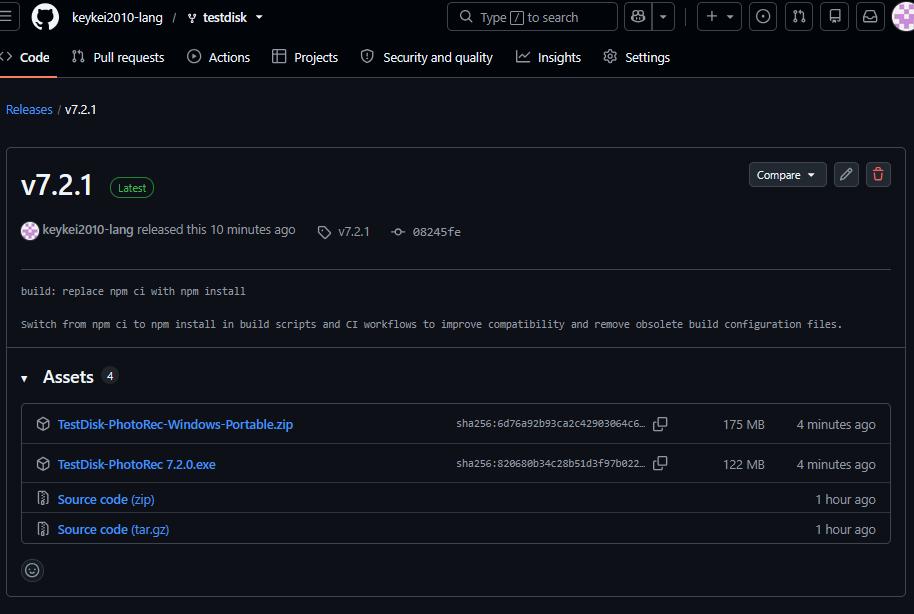 keykei2010-lang / testdisk
Type / to search
Code Pull requests Actions Projects Security and quality Insights Settings
Releases / v7.2.1
v7.2.1 Latest
Compare
keykei2010-lang released this 10 minutes ago v7.2.1 08245fe
build: replace npm ci with npm install
Switch from npm ci to npm install in build scripts and CI workflows to improve compatibility and remove obsolete build configuration files.
Assets 4
TestDisk-PhotoRec-Windows-Portable.zip sha256:6d76a92b93ca2c42903064c6… 175 MB 4 minutes ago
TestDisk-PhotoRec 7.2.0.exe sha256:820680b34c28b51d3f97b022… 122 MB 4 minutes ago
Source code (zip) 1 hour ago
Source code (tar.gz) 1 hour ago